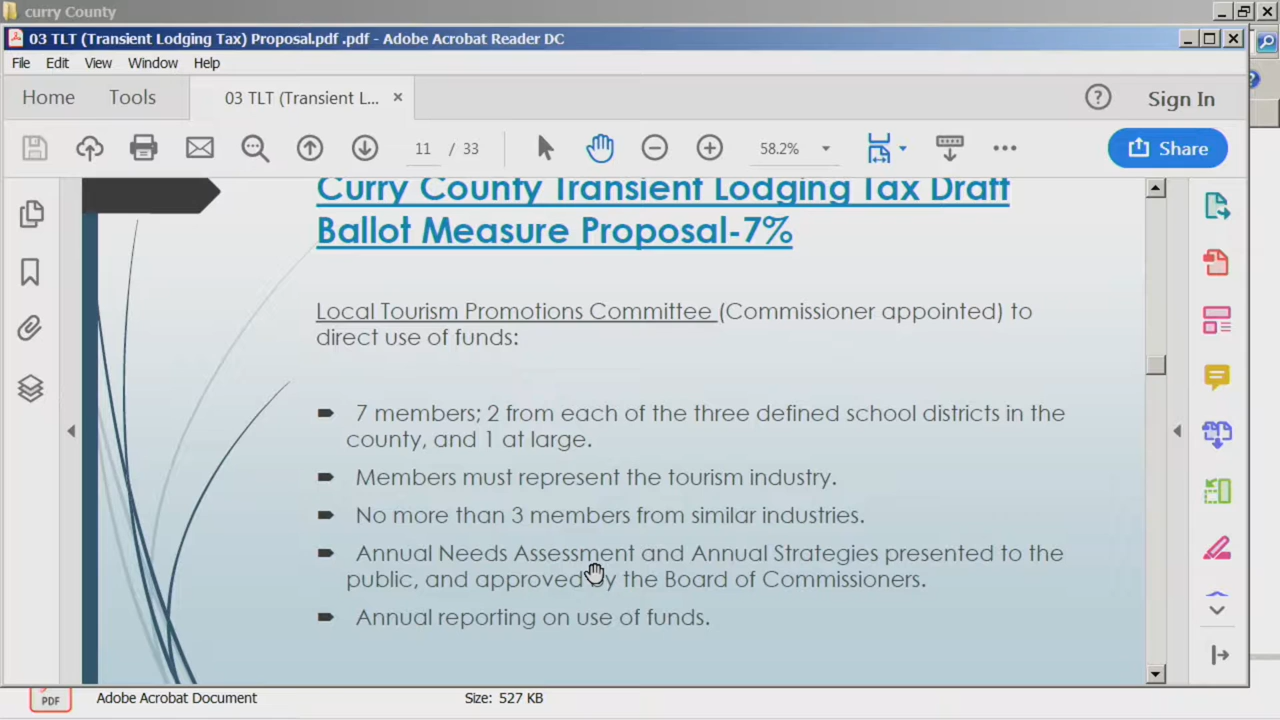 curry County
03 TLT (Transient Lodging Tax) Proposal.pdf .pdf - Adobe Acrobat Reader DC
File Edit View Window Help
Home Tools 03 TLT (Transient L... × ? Sign In
11 / 33 58.2% Share
Curry County Transient Lodging Tax Draft
Ballot Measure Proposal-7%
Local Tourism Promotions Committee (Commissioner appointed) to
direct use of funds:
7 members; 2 from each of the three defined school districts in the
county, and 1 at large.
Members must represent the tourism industry.
No more than 3 members from similar industries.
Annual Needs Assessment and Annual Strategies presented to the
public, and approved by the Board of Commissioners.
Annual reporting on use of funds.
PDF Adobe Acrobat Document Size: 527 KB